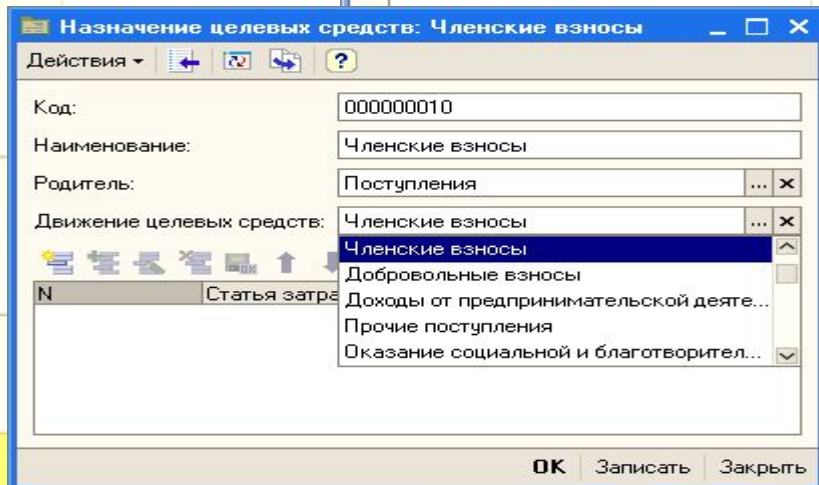 Назначение целевых средств: Членские взносы
Действия
Код: 000000010
Наименование: Членские взносы
Родитель: Поступления ... ×
Движение целевых средств: Членские взносы ... ×
Членские взносы
Добровольные взносы
N Статья затра
Доходы от предпринимательской деяте...
Прочие поступления
Оказание социальной и благотворител...
OK Записать Закрыть